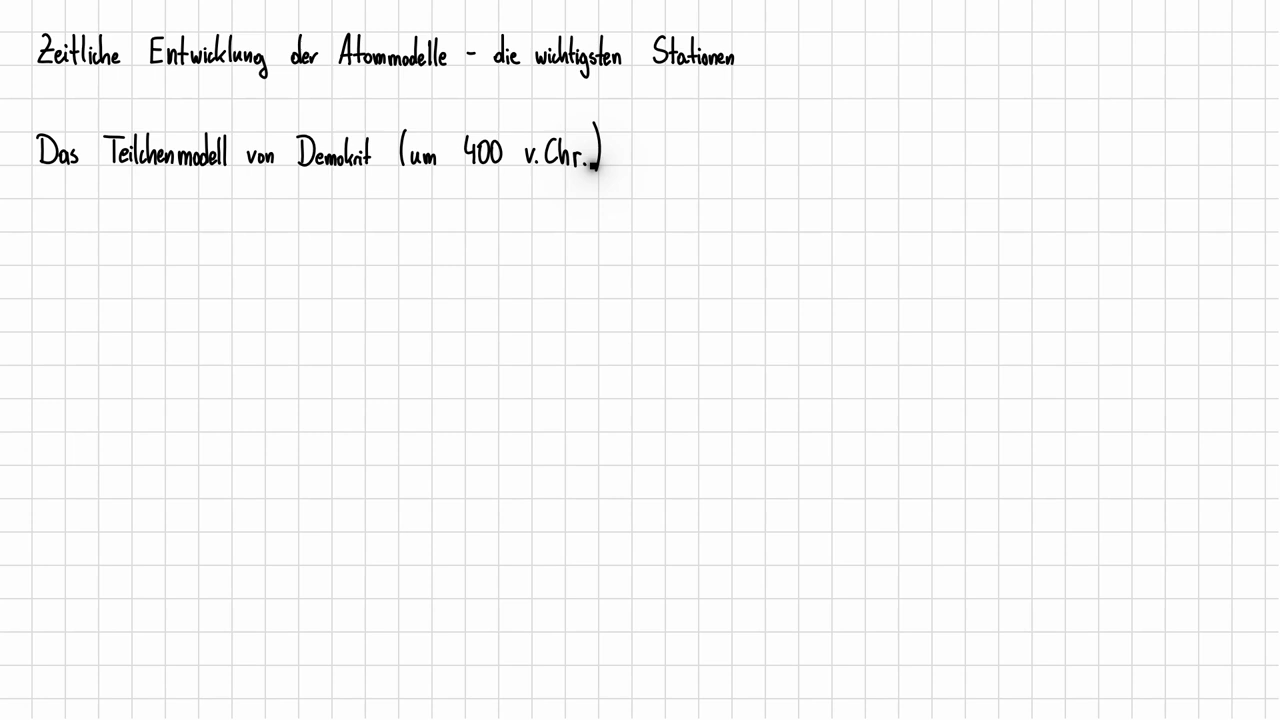 Zeitliche Entwicklung der Atommodelle - die wichtigsten Stationen
Das Teilchenmodell von Demokrit (um 400 v. Chr.)